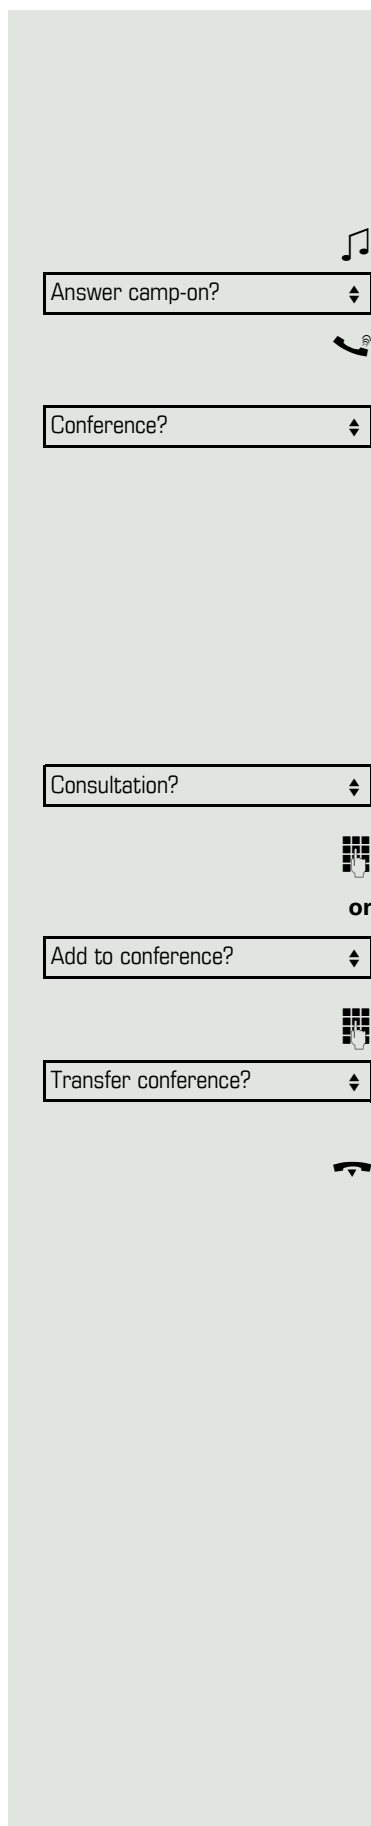 Answer camp-on?
Conference?
Consultation?
or
Add to conference?
Transfer conference?